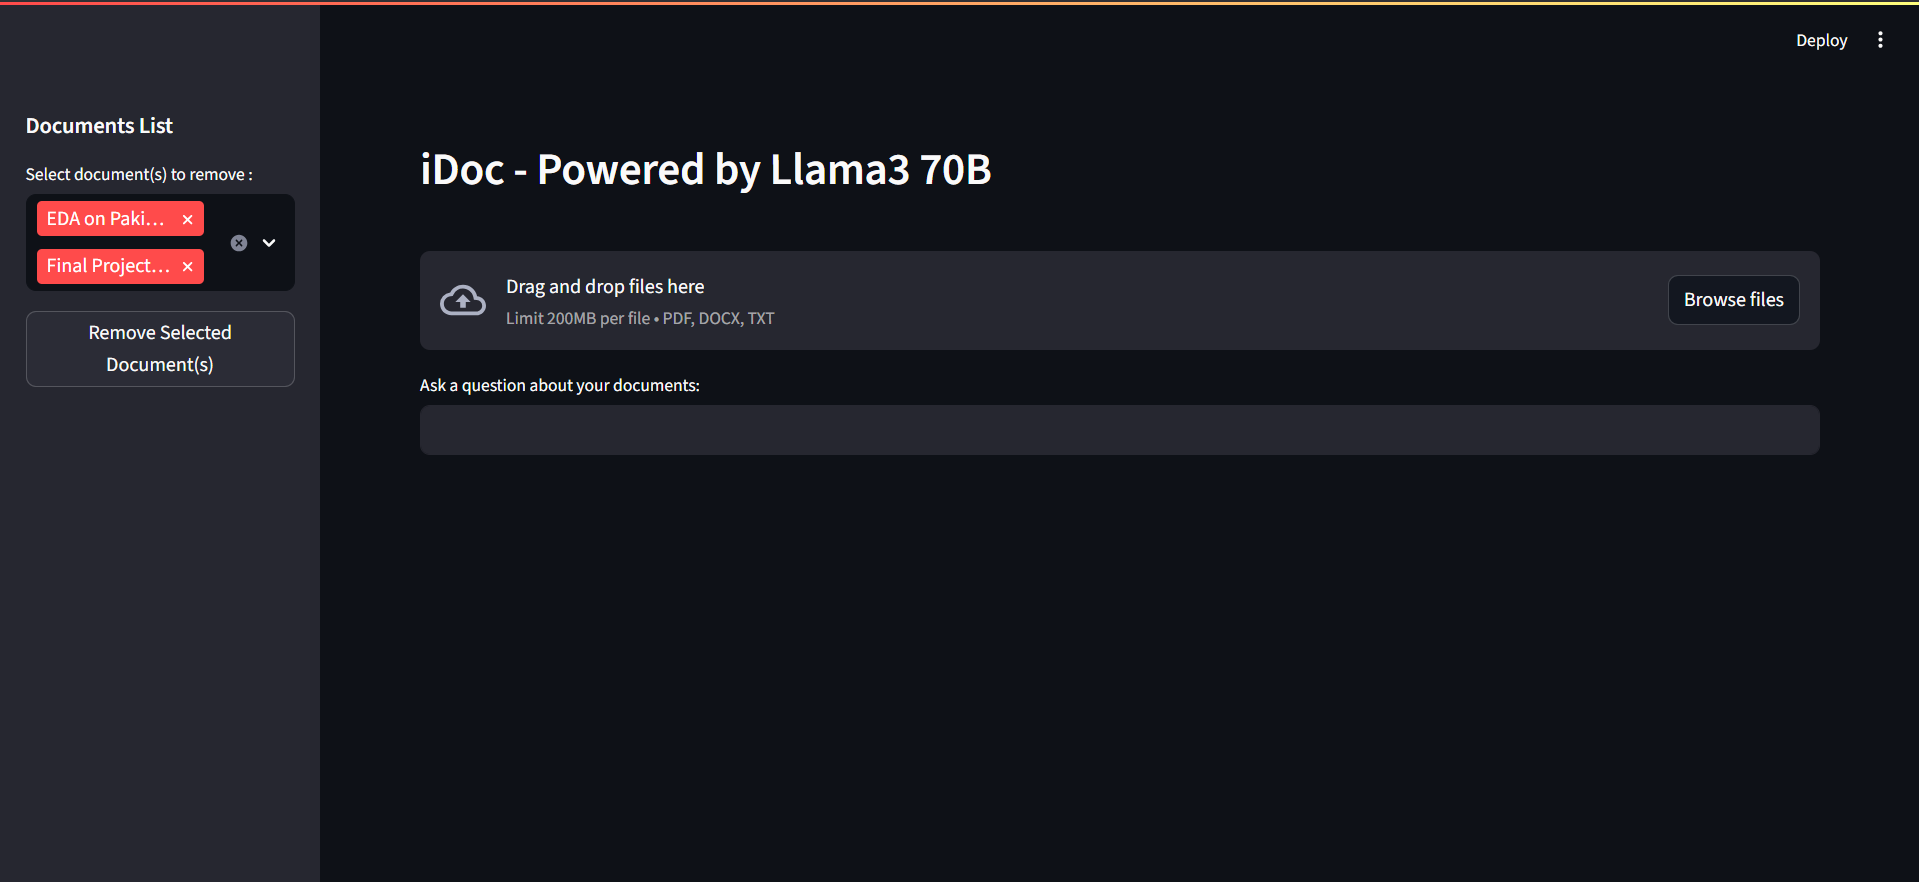 Deploy
Documents List
Select document(s) to remove :
EDA on Paki...
Final Project...
Remove Selected
Document(s)
iDoc - Powered by Llama3 70B
Drag and drop files here
Limit 200MB per file • PDF, DOCX, TXT
Browse files
Ask a question about your documents: